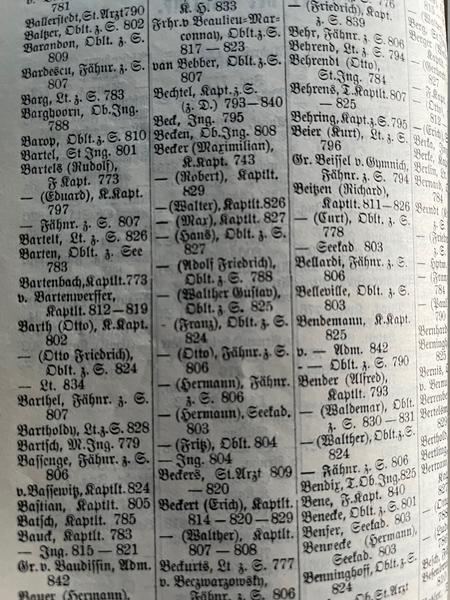 781
Ballerstedt, St. Arzt 790
Balzer, Oblt. z. S. 802
Barandon, Oblt. z. S.
809
Bardescu, Fähnr. z. S.
807
Barg, Lt. z. S. 783
Barghoorn, Ob. Ing.
788
Barop, Oblt. z. S. 810
Bartel, St Ing. 801
Bartels (Rudolf),
F Kapt. 773
— (Eduard), K.Kapt.
797
— Fähnr. z. S. 807
Bartelt, Lt. z. S. 826
Barten, Oblt. z. See
783
Bartenbach, Kaptlt. 773
v. Bartenwerffer,
Kaptlt. 812—819
Barth (Otto), K.Kapt.
802
— (Otto Friedrich),
Oblt. z. S. 824
— Lt. 834
Barthel, Fähnr. z. S.
807
Bartholdy, Lt.z.S. 828
Bartsch, M.Ing. 779
Bassenge, Fähnr. z. S.
806
v. Bassewitz, Kaptlt. 824
Bastian, Kaptlt. 805
Batsch, Kaptlt. 785
Bauck, Kaptlt. 783
— Ing. 815—821
Gr. v. Baudissin, Adm.
842
Bauer (Hermann),
K. H. 833
Frhr. v Beaulieu=Mar=
connay, Oblt. z. S.
817—823
van Bebber, Oblt. z. S.
807
Bechtel, Kapt. z. S.
(z. D.) 793—840
Beck, Ing. 795
Becken, Ob.Ing. 808
Becker (Maximilian),
K.Kapt. 743
— (Robert), Kaptlt.
829
— (Walter), Kaptlt. 826
— (Max), Kaptlt. 827
— (Hans), Oblt. z. S.
827
— (Adolf Friedrich),
Oblt. z. S. 788
— (Walther Gustav),
Oblt. z. S. 825
- (Franz), Oblt. z. S.
824
— (Otto), Fähnr. z. S.
806
— (Hermann), Fähnr.
z. S. 806
— (Hermann), Seekad.
803
— (Fritz), Oblt. 804
— Ing. 804
Beckers, St.Arzt 809
—820
Beckert (Erich), Kaptlt.
814—820—829
— (Walther), Kaptlt.
807—808
Beckurts, Lt z. S. 777
v. Beczwarzowsky,
Fähnr. z. S. 806
— (Friedrich), Kapt.
z. S. 839
Behr, Fähnr. z. S. 806
Behrend, Lt. z. S. 794
Behrendt (Otto),
St.Ing. 784
Behrens, T.Kaptlt. 807
—825
Behring, Kapt. z. S. 795
Beier (Kurt), Lt. z. S.
796
Gr. Beissel v. Gymnich,
Fähnr. z. S. 794
Beitzen (Richard),
Kaptlt. 811—826
— (Curt), Oblt. z. S.
778
— Seekad. 803
Bellardi, Fähnr. z. S.
806
Belleville, Oblt. z. S.
803
Bendemann, K.Kapt.
825
v. — Adm. 842
- — Oblt. z. S. 790
Bender (Alfred),
Kaptlt. 793
— (Waldemar), Oblt
z. S. 830—831
— (Walther), Oblt. z. S.
824
— Fähnr. z. S. 806
Bendix, T.Ob.Ing. 825
Bene, F.Kapt. 840
Benecke, Oblt. z. S. 801
Benfer, Seekad. 803
Bennecke (Hermann),
Seekad. 803
Benninghoff, Oblt. z. S.
824
Ob. St. Arzt